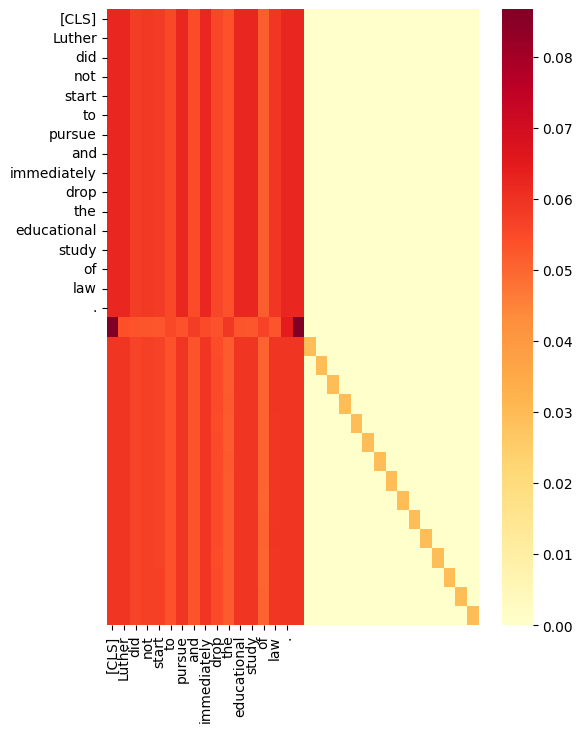 [CLS]
Luther
did
not
start
to
pursue
and
immediately
drop
the
educational
study
of
law
.
0.08
0.07
0.06
0.05
0.04
0.03
0.02
0.01
0.00
[CLS]
Luther
did
not
start
to
pursue
and
immediately
drop
the
educational
study
of
law
.